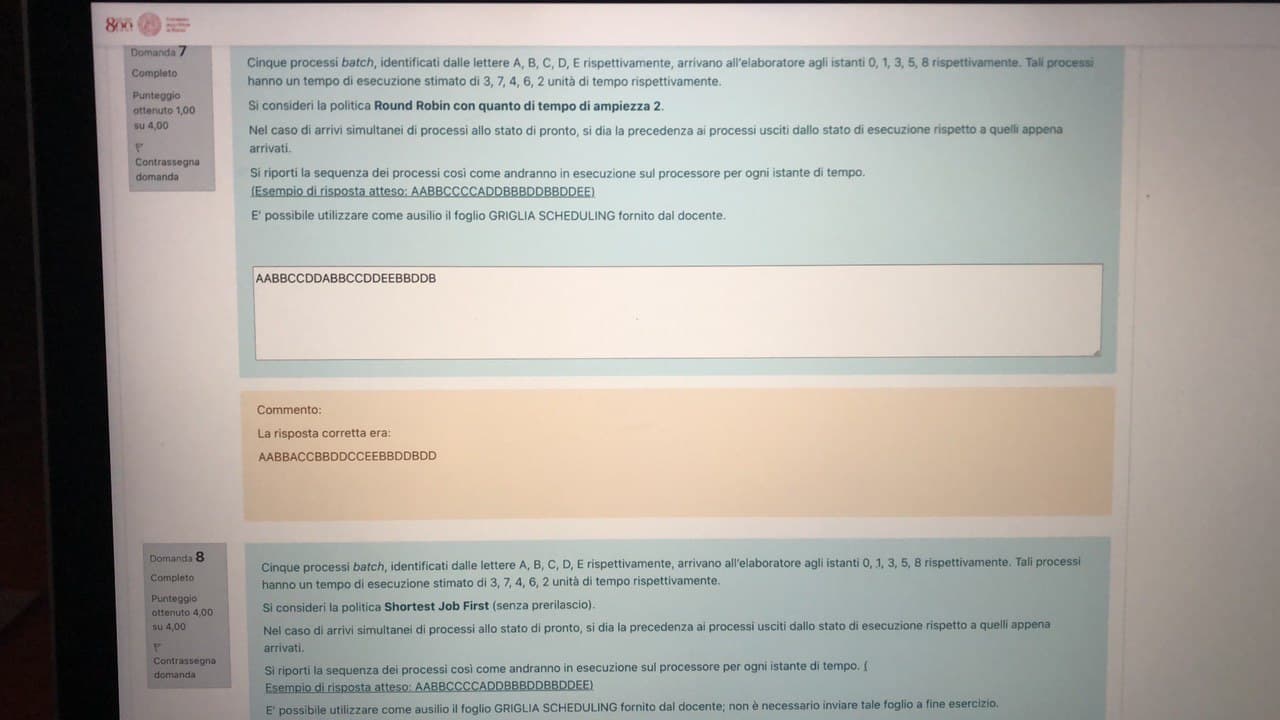 800
Domanda 7
Completo
Punteggio
ottenuto 1,00
su 4,00
Contrassegna
domanda
Cinque processi batch, identificati dalle lettere A, B, C, D, E rispettivamente, arrivano all'elaboratore agli istanti 0, 1, 3, 5, 8 rispettivamente. Tali processi
hanno un tempo di esecuzione stimato di 3, 7, 4, 6, 2 unità di tempo rispettivamente.
Si consideri la politica Round Robin con quanto di tempo di ampiezza 2.
Nel caso di arrivi simultanei di processi allo stato di pronto, si dia la precedenza ai processi usciti dallo stato di esecuzione rispetto a quelli appena
arrivati.
Si riporti la sequenza dei processi così come andranno in esecuzione sul processore per ogni istante di tempo.
(Esempio di risposta atteso: AABBCCCCADDBBBDDBBDDEE)
E' possibile utilizzare come ausilio il foglio GRIGLIA SCHEDULING fornito dal docente.
AABBCCDDABBCCDDEEBBDDB
Commento:
La risposta corretta era:
AABBACCBBDDCCEEBBDDBDD
Domanda 8
Completo
Punteggio
ottenuto 4,00
su 4,00
Contrassegna
domanda
Cinque processi batch, identificati dalle lettere A, B, C, D, E rispettivamente, arrivano all'elaboratore agli istanti 0, 1, 3, 5, 8 rispettivamente. Tali processi
hanno un tempo di esecuzione stimato di 3, 7, 4, 6, 2 unità di tempo rispettivamente.
Si consideri la politica Shortest Job First (senza prerilascio).
Nel caso di arrivi simultanei di processi allo stato di pronto, si dia la precedenza ai processi usciti dallo stato di esecuzione rispetto a quelli appena
arrivati.
Si riporti la sequenza dei processi così come andranno in esecuzione sul processore per ogni istante di tempo. (
Esempio di risposta atteso: AABBCCCCADDBBBDDBBDDEE)
E' possibile utilizzare come ausilio il foglio GRIGLIA SCHEDULING fornito dal docente; non è necessario inviare tale foglio a fine esercizio.